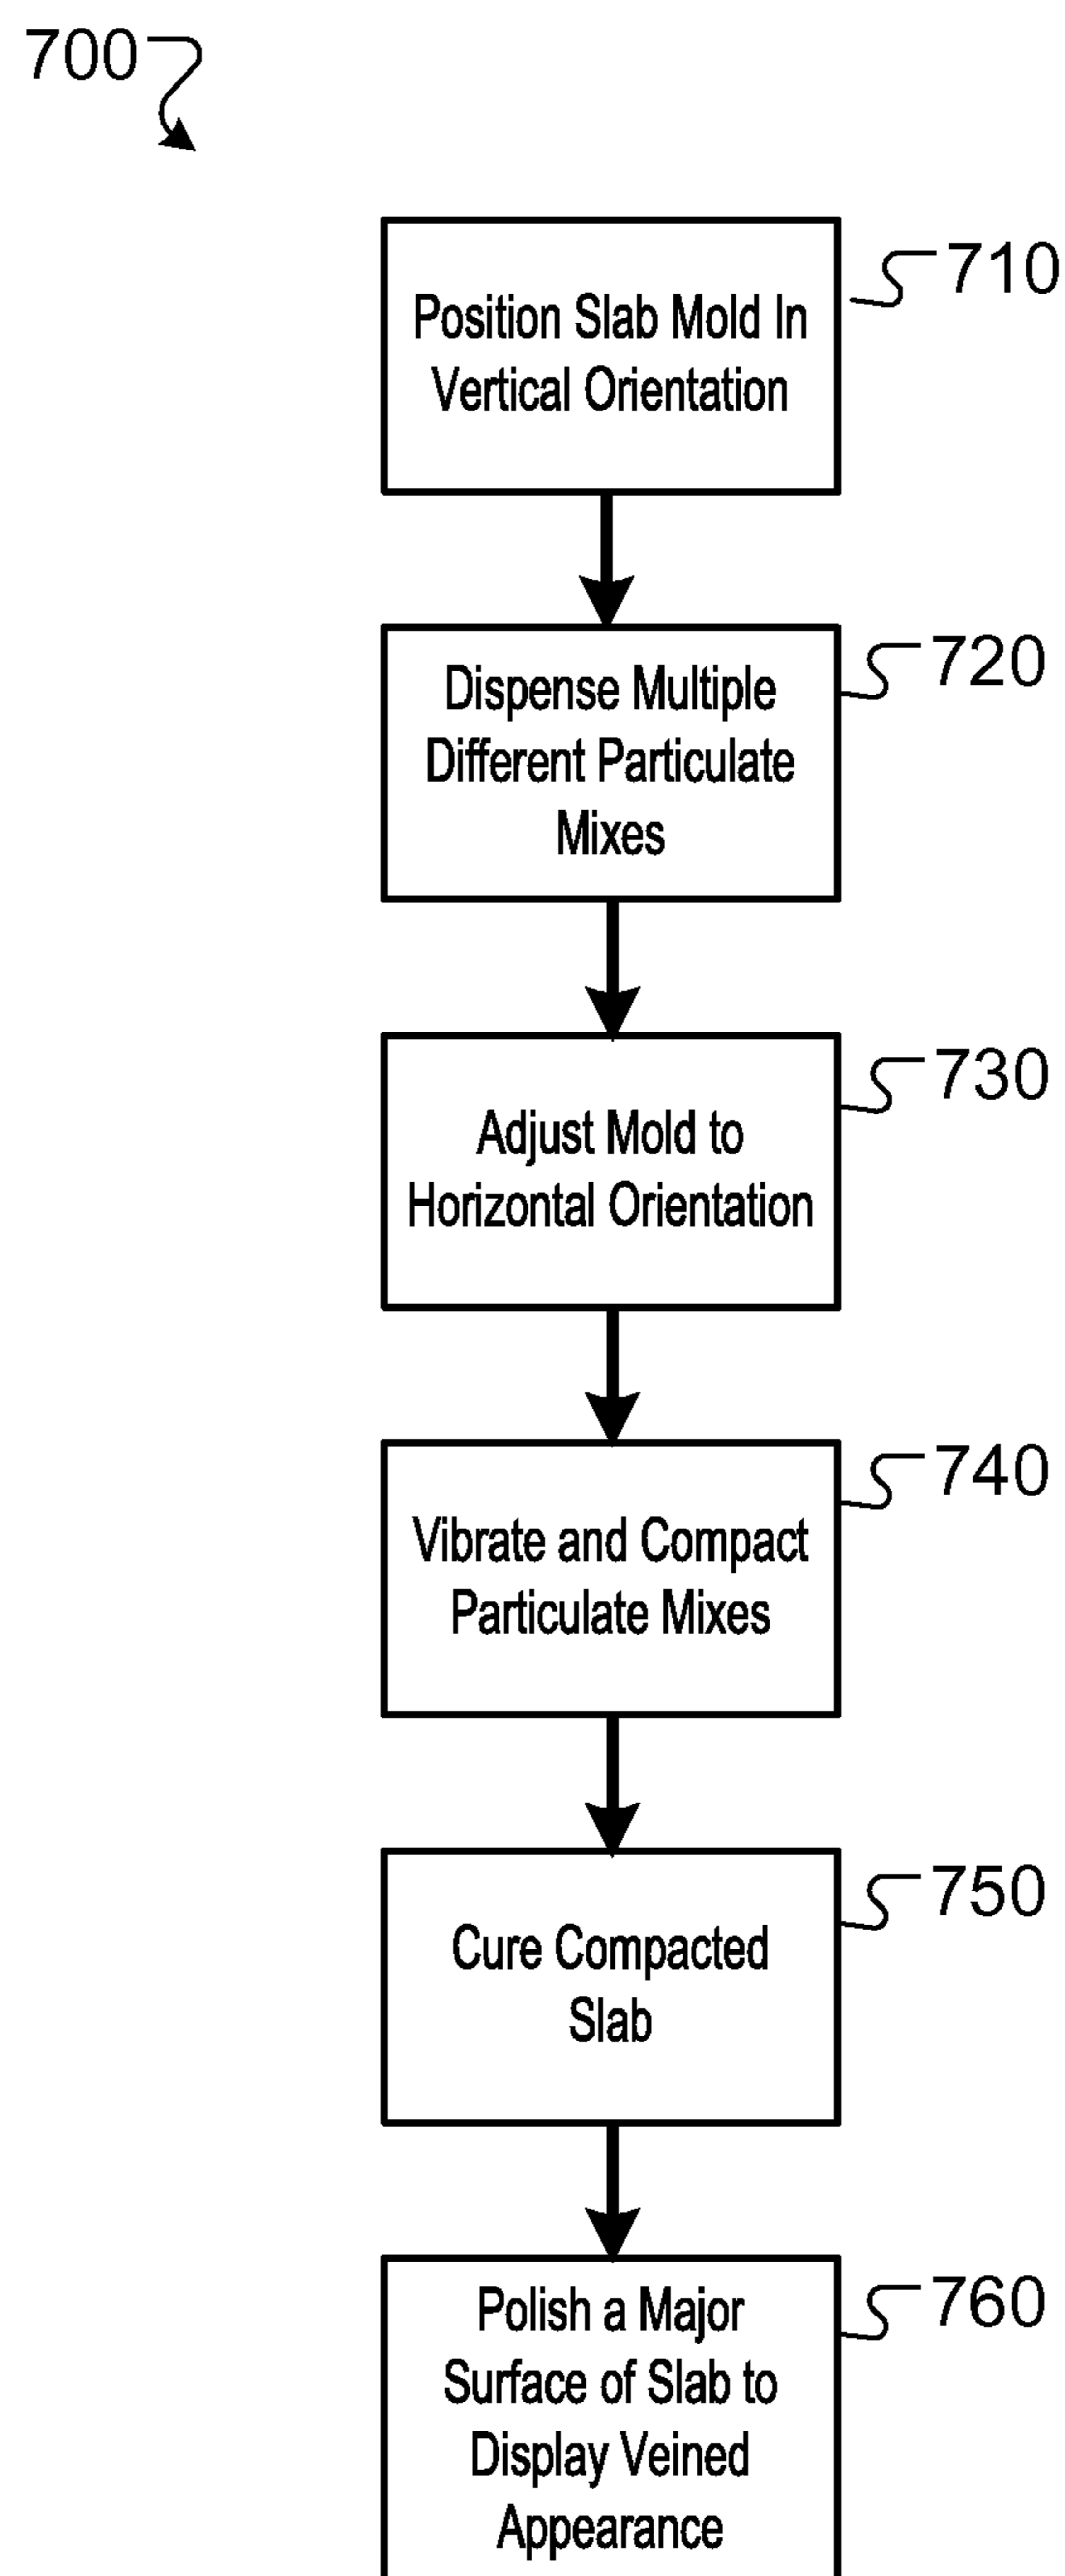 700
710
Position Slab Mold In
Vertical Orientation
720
Dispense Multiple
Different Particulate
Mixes
730
Adjust Mold to
Horizontal Orientation
740
Vibrate and Compact
Particulate Mixes
750
Cure Compacted
Slab
760
Polish a Major
Surface of Slab to
Display Veined
Appearance